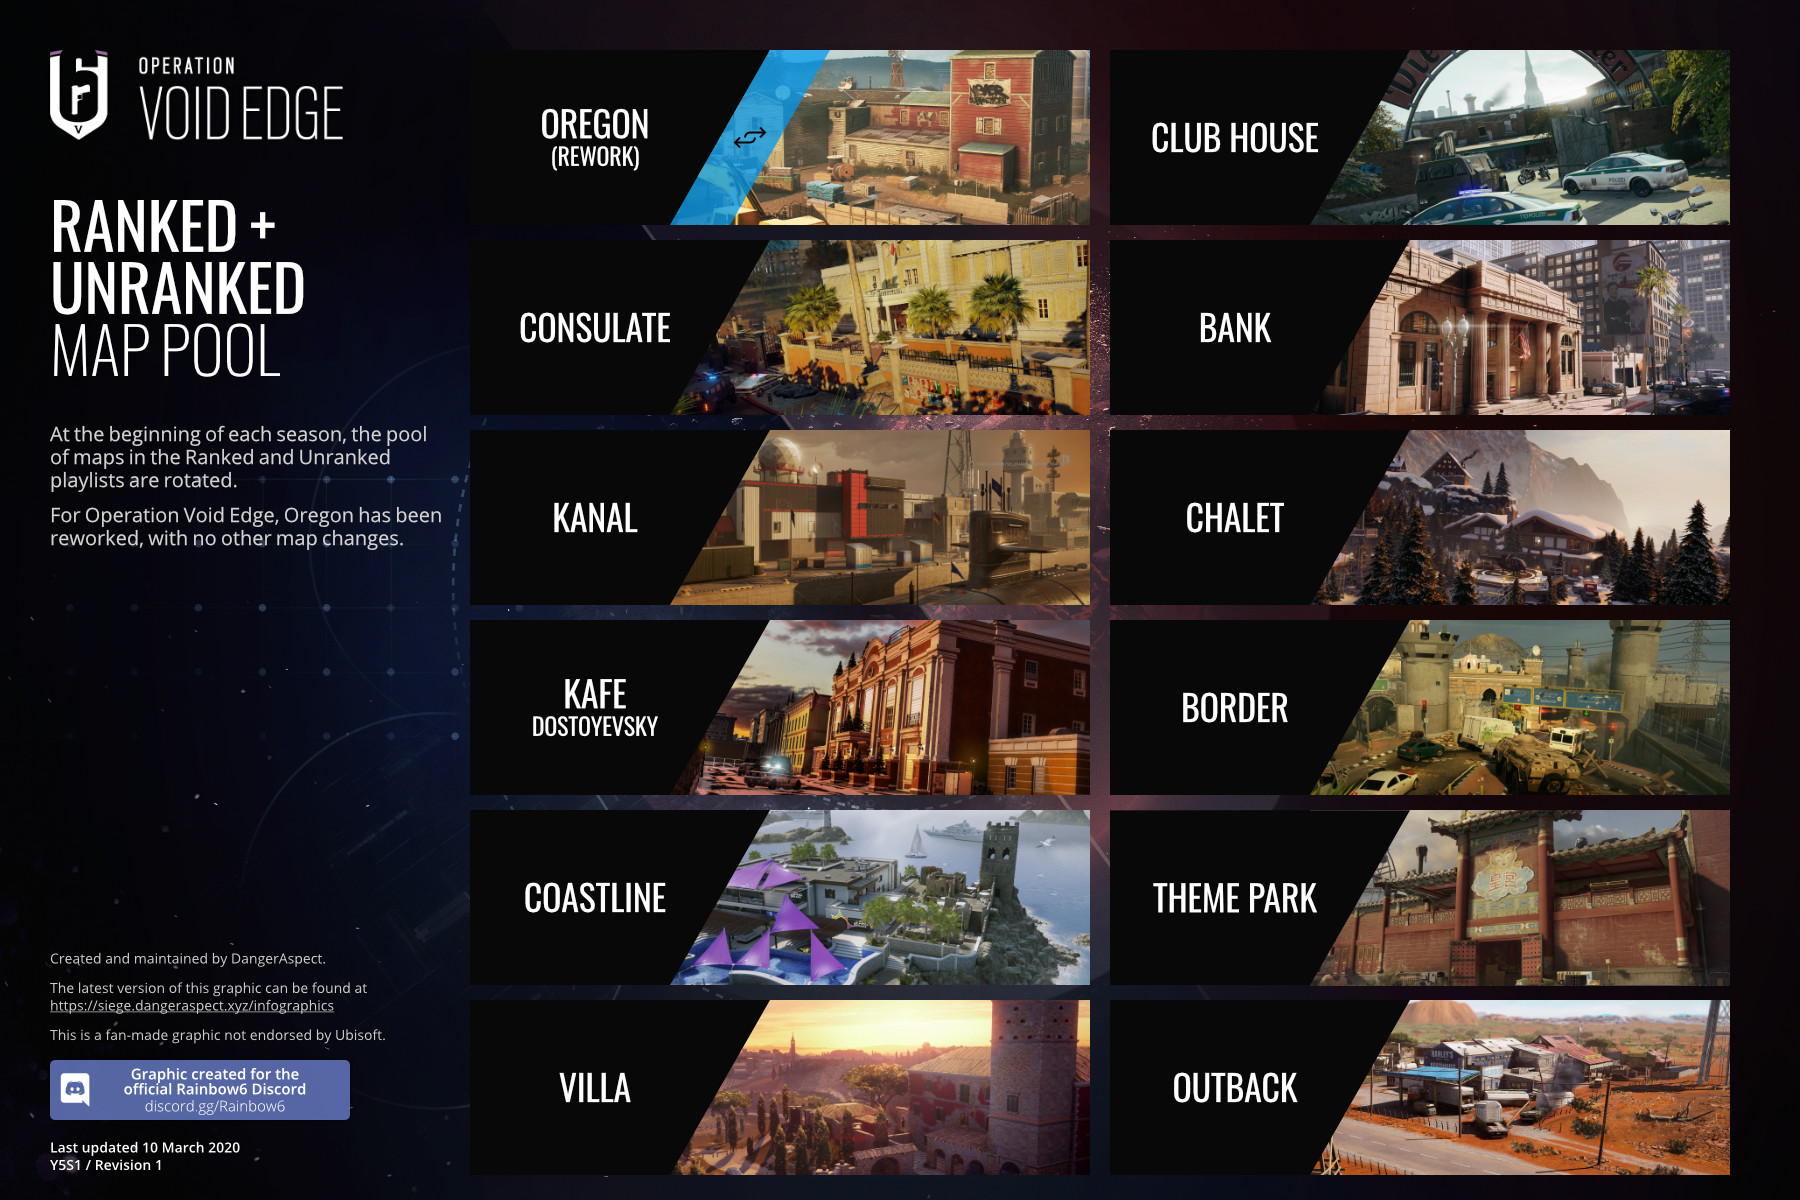 OPERATION
VOID EDGE
V
RANKED +
UNRANKED
MAP POOL
At the beginning of each season, the pool
of maps in the Ranked and Unranked
playlists are rotated.
For Operation Void Edge, Oregon has been
reworked, with no other map changes.
OREGON
(REWORK)
CLUB HOUSE
CONSULATE
BANK
KANAL
CHALET
KAFE
DOSTOYEVSKY
BORDER
COASTLINE
THEME PARK
VILLA
OUTBACK
Created and maintained by DangerAspect.
The latest version of this graphic can be found at
https://siege.dangeraspect.xyz/infographics
This is a fan-made graphic not endorsed by Ubisoft.
Graphic created for the
official Rainbow6 Discord
discord.gg/Rainbow6
Last updated 10 March 2020
Y5S1 / Revision 1